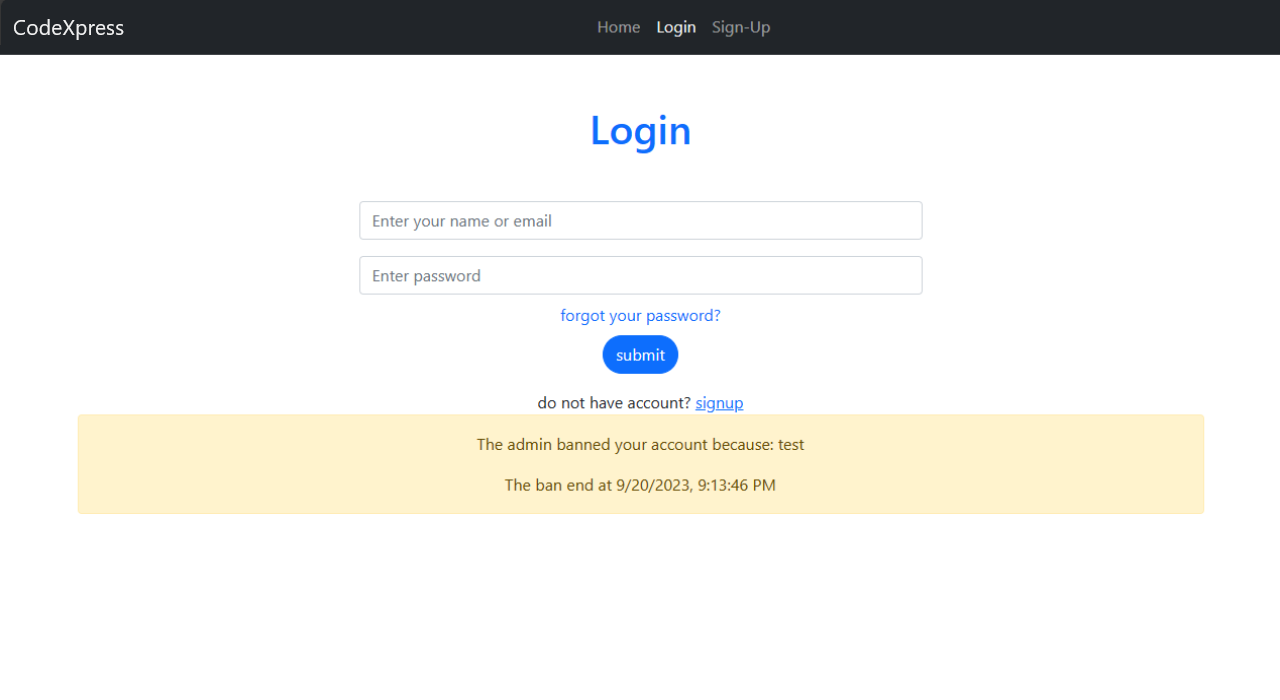 CodeXpress Home Login Sign-Up
Login
Enter your name or email
Enter password
forgot your password?
submit
do not have account? signup
The admin banned your account because: test
The ban end at 9/20/2023, 9:13:46 PM